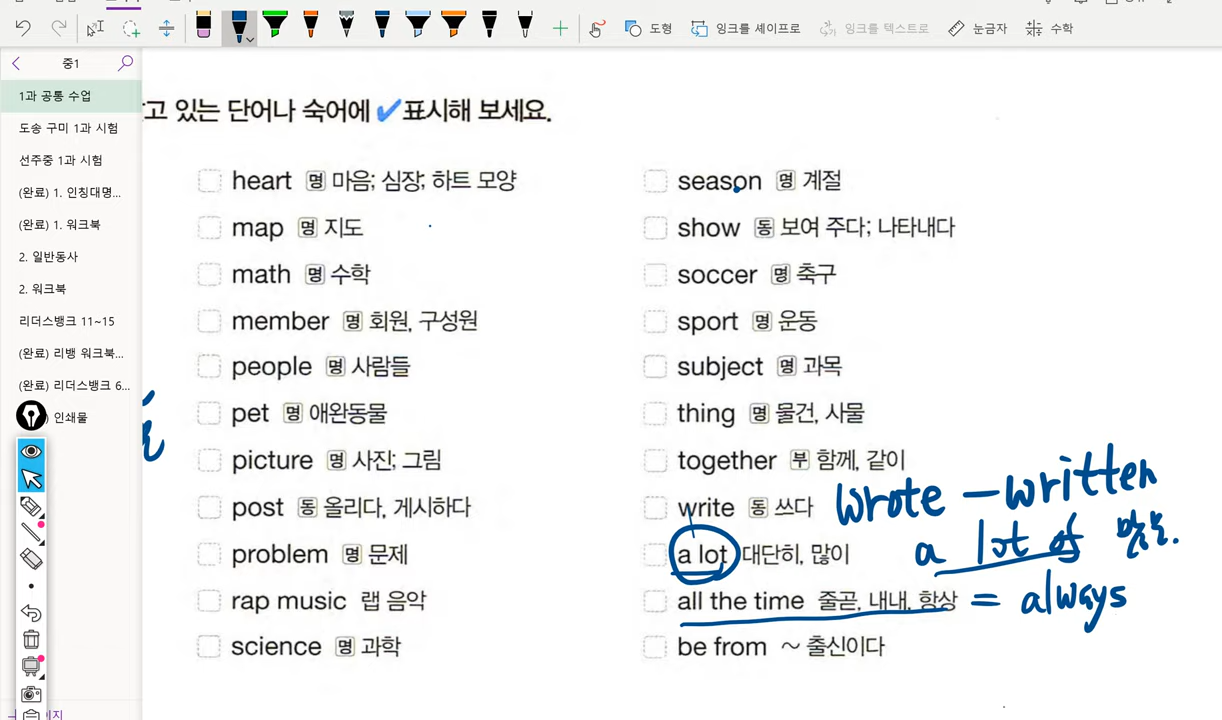 도형
잉크를 셰이프로
잉크를 텍스트로
눈금자
수학
중1
1과 공통 수업
도송 구미 1과 시험
선주중 1과 시험
(완료) 1. 인칭대명...
(완료) 1. 워크북
2. 일반동사
2. 워크북
리더스뱅크 11~15
(완료) 리뱅 워크북...
(완료) 리더스뱅크 6...
인쇄물
고 있는 단어나 숙어에 ✔표시해 보세요.
heart 명 마음; 심장; 하트 모양
map 명 지도
math 명 수학
member 명 회원, 구성원
people 명 사람들
pet 명 애완동물
picture 명 사진; 그림
post 동 올리다, 게시하다
problem 명 문제
rap music 랩 음악
science 명 과학
season 명 계절
show 동 보여 주다; 나타내다
soccer 명 축구
sport 명 운동
subject 명 과목
thing 명 물건, 사물
together 부 함께, 같이
write 동 쓰다 wrote – written
a lot 대단히, 많이 a lot of 많은.
all the time 줄곧, 내내, 항상 = always
be from ~ 출신이다